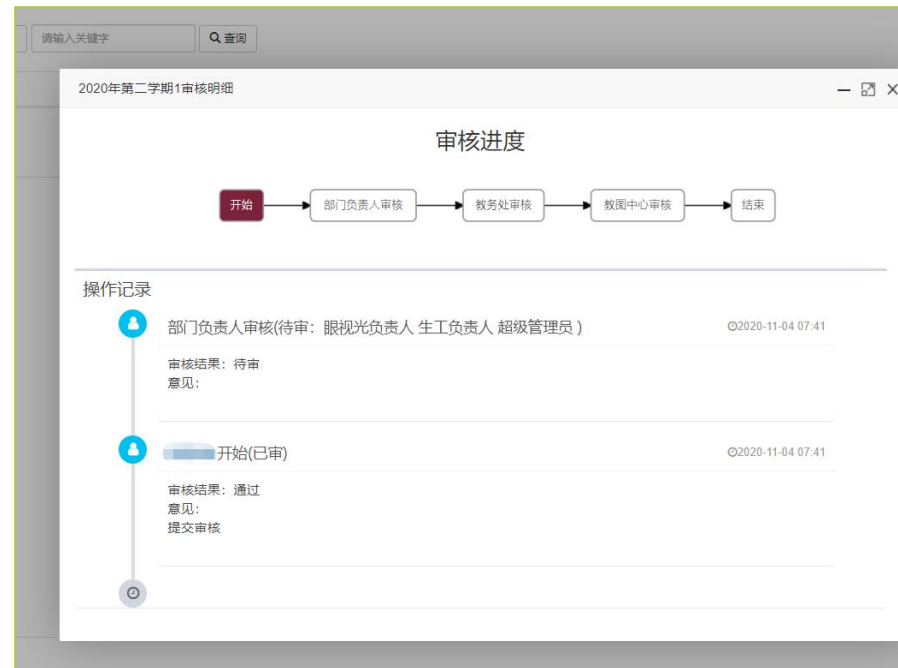 请输入关键字
查询
2020年第二学期1审核明细
审核进度
开始
部门负责人审核
教务处审核
教图中心审核
结束
操作记录
部门负责人审核(待审：眼视光负责人 生工负责人 超级管理员 )
2020-11-04 07:41
审核结果：待审
意见：
开始(已审)
2020-11-04 07:41
审核结果：通过
意见：
提交审核